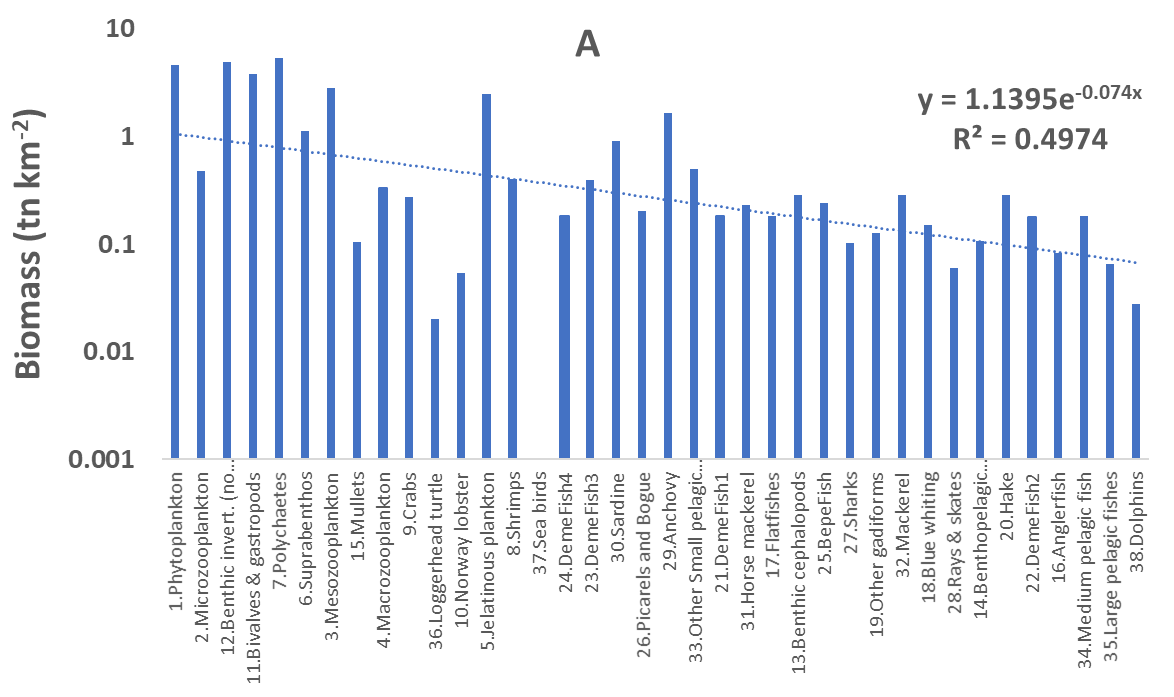 A
y = 1.1395e^-0.074x
R² = 0.4974
Biomass (tn km^-2)
10
1
0.1
0.01
0.001
1.Phytoplankton
2.Microzooplankton
12.Benthic invert. (no…
11.Bivalves & gastropods
7.Polychaetes
6.Suprabenthos
3.Mesozooplankton
15.Mullets
4.Macrozooplankton
9.Crabs
36.Loggerhead turtle
10.Norway lobster
5.Jelatinous plankton
8.Shrimps
37.Sea birds
24.DemeFish4
23.DemeFish3
30.Sardine
26.Picarels and Bogue
29.Anchovy
33.Other Small pelagic…
21.DemeFish1
31.Horse mackerel
17.Flatfishes
13.Benthic cephalopods
25.BepeFish
27.Sharks
19.Other gadiforms
32.Mackerel
18.Blue whiting
28.Rays & skates
14.Benthopelagic…
20.Hake
22.DemeFish2
16.Anglerfish
34.Medium pelagic fish
35.Large pelagic fishes
38.Dolphins